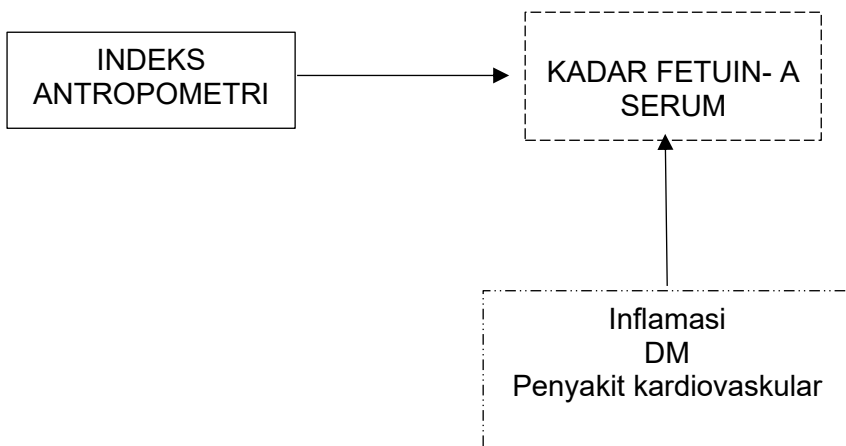 INDEKS
ANTROPOMETRI
KADAR FETUIN- A
SERUM
Inflamasi
DM
Penyakit kardiovaskular